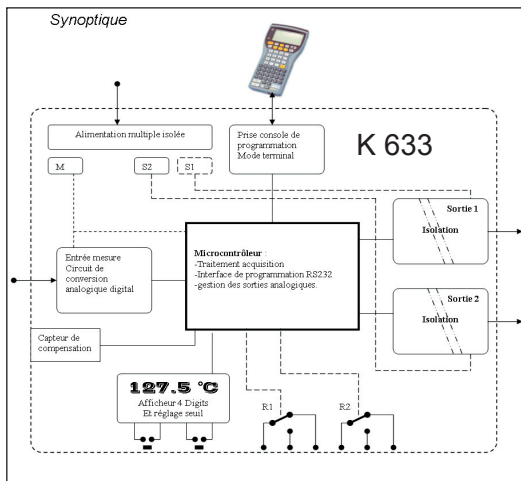 Synoptique
Alimentation multiple isolée
Prise console de
programmation
Mode terminal
K 633
M
S2
S1
Sortie 1
Isolation
Entrée mesure
Circuit de
conversion
analogique digital
Microcontrôleur :
-Traitement acquisition
-Interface de programmation RS232
-gestion des sorties analogiques.
Sortie 2
Isolation
Capteur de
compensation
127.5 °C
Afficheur 4 Digits
Et réglage seuil
R1
R2